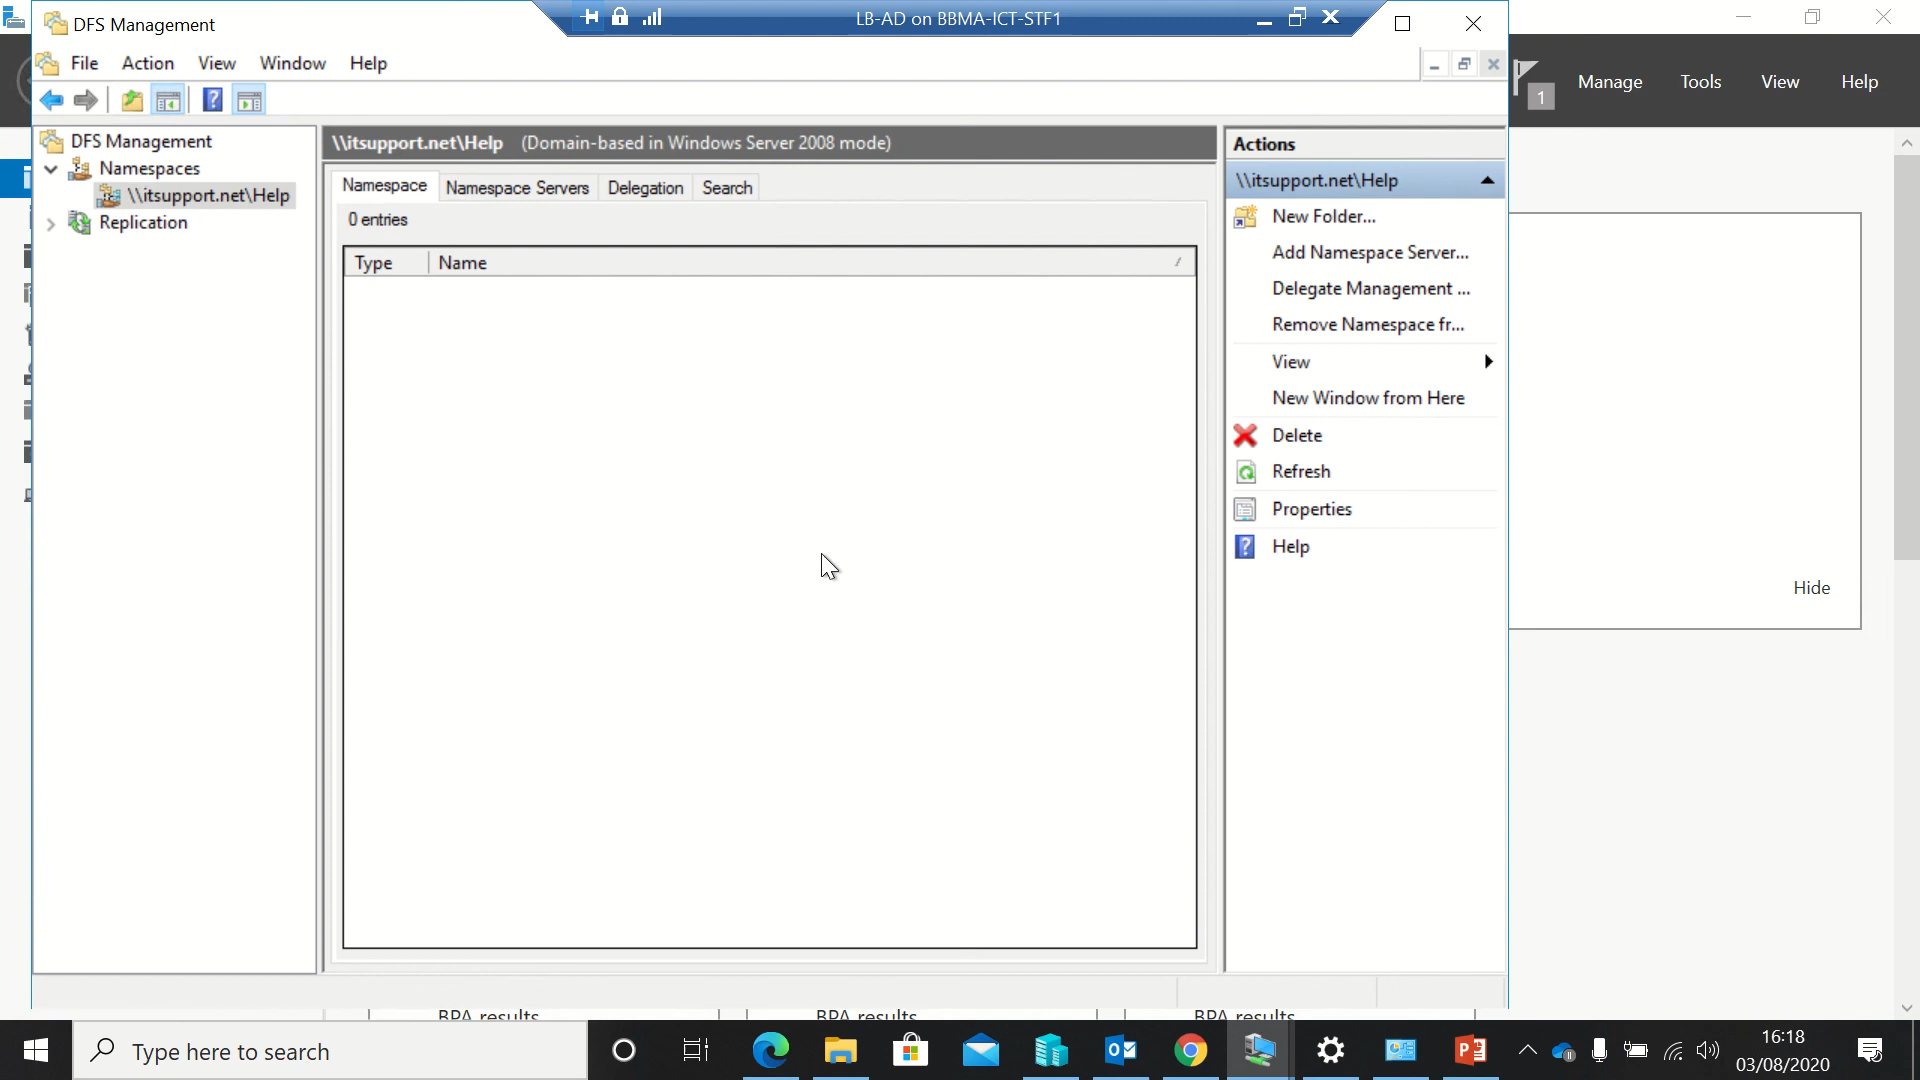 DFS Management
LB-AD on BBMA-ICT-STF1
File Action View Window Help
1 Manage Tools View Help
DFS Management
Namespaces
\\itsupport.net\Help
Replication
\\itsupport.net\Help (Domain-based in Windows Server 2008 mode)
Namespace Namespace Servers Delegation Search
0 entries
Type Name
Actions
\\itsupport.net\Help
New Folder...
Add Namespace Server...
Delegate Management ...
Remove Namespace fr...
View
New Window from Here
Delete
Refresh
Properties
Help
Hide
BPA results BPA results BPA results
Type here to search
16:18
03/08/2020